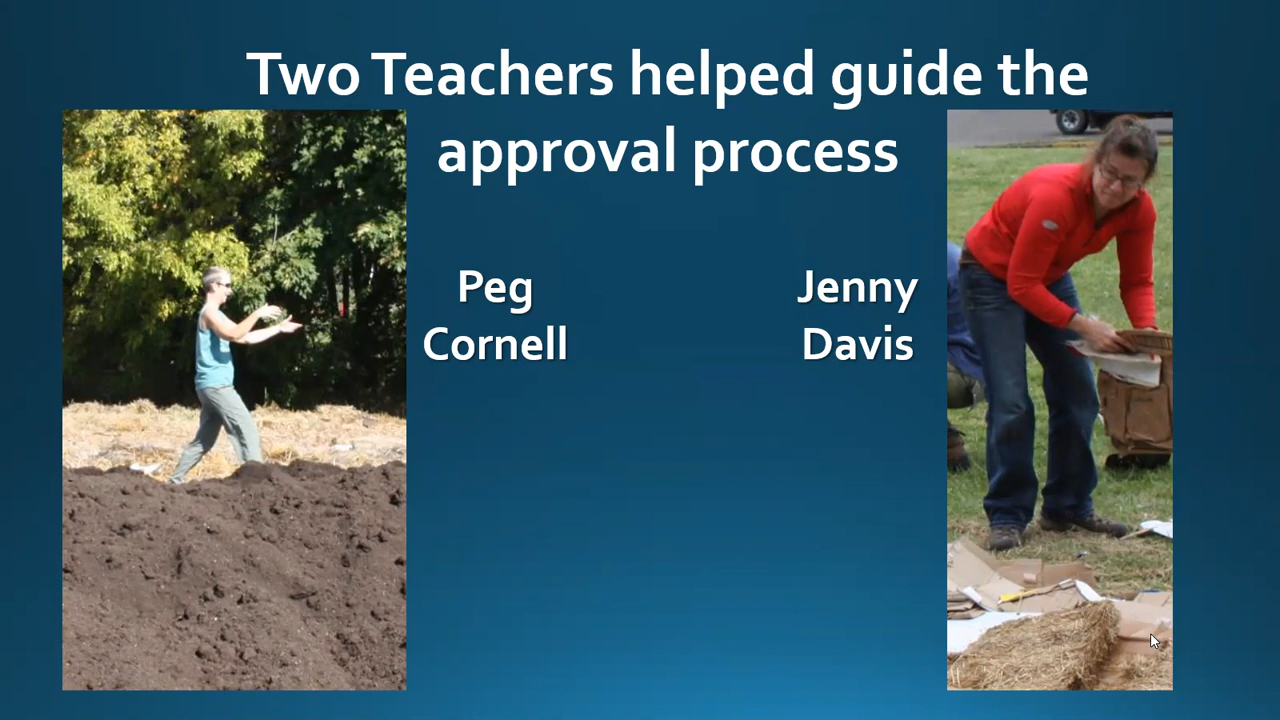 Two Teachers helped guide the
approval process
Peg
Cornell
Jenny
Davis